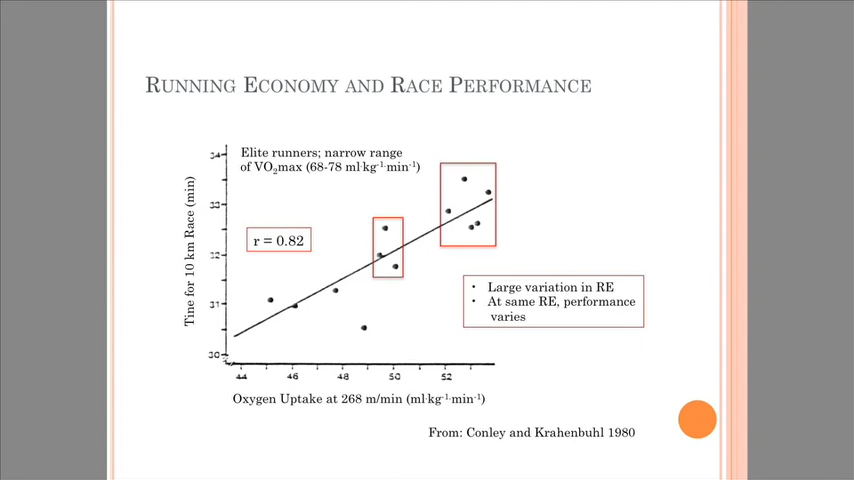 RUNNING ECONOMY AND RACE PERFORMANCE
Elite runners; narrow range
of VO2max (68-78 ml·kg-1·min-1)
r = 0.82
Tine for 10 km Race (min)
34
33
32
31
30
44 46 48 50 52
Oxygen Uptake at 268 m/min (ml·kg-1·min-1)
• Large variation in RE
• At same RE, performance
varies
From: Conley and Krahenbuhl 1980